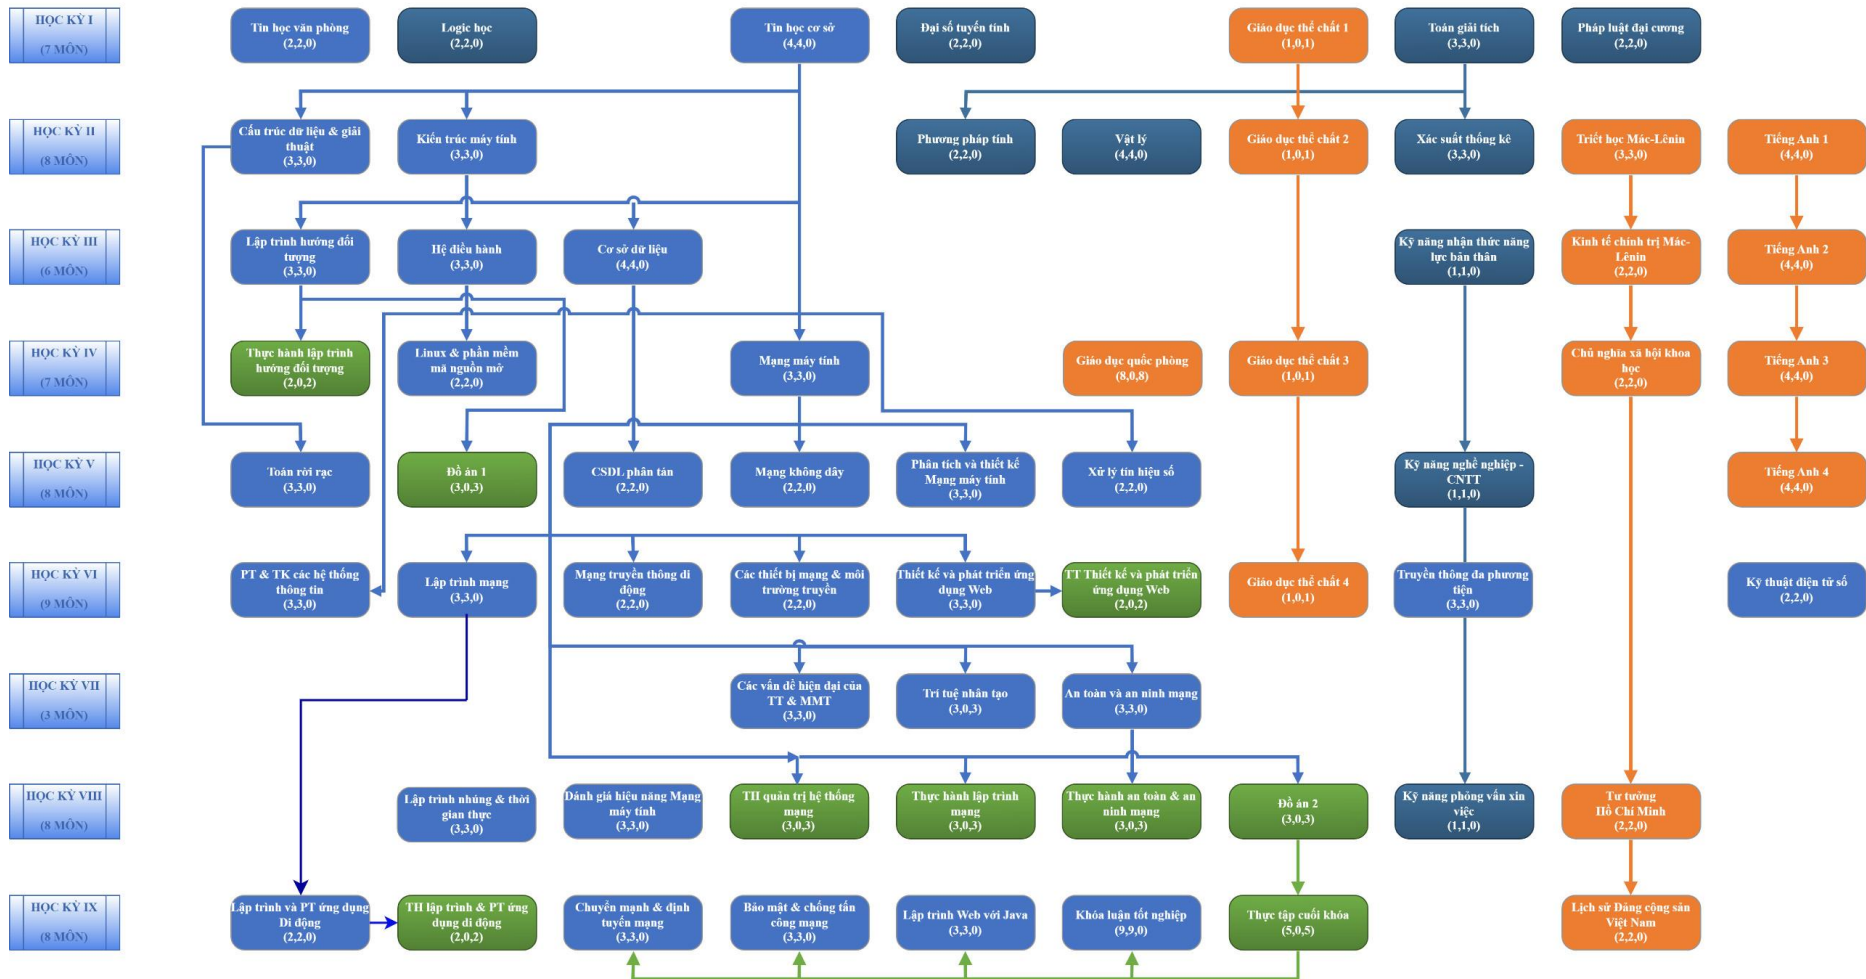 HỌC KỲ I
(7 MÔN)
Tin học văn phòng
(2,2,0)
Logic học
(2,2,0)
Tin học cơ sở
(4,4,0)
Đại số tuyến tính
(2,2,0)
Giáo dục thể chất 1
(1,0,1)
Toán giải tích
(3,3,0)
Pháp luật đại cương
(2,2,0)
HỌC KỲ II
(8 MÔN)
Cấu trúc dữ liệu & giải
thuật
(3,3,0)
Kiến trúc máy tính
(3,3,0)
Phương pháp tính
(2,2,0)
Vật lý
(4,4,0)
Giáo dục thể chất 2
(1,0,1)
Xác suất thống kê
(3,3,0)
Triết học Mác-Lênin
(3,3,0)
Tiếng Anh 1
(4,4,0)
HỌC KỲ III
(6 MÔN)
Lập trình hướng đối
tượng
(3,3,0)
Hệ điều hành
(3,3,0)
Cơ sở dữ liệu
(4,4,0)
Kỹ năng nhận thức năng
lực bản thân
(1,1,0)
Kinh tế chính trị Mác-
Lênin
(2,2,0)
Tiếng Anh 2
(4,4,0)
HỌC KỲ IV
(7 MÔN)
Thực hành lập trình
hướng đối tượng
(2,0,2)
Linux & phần mềm
mã nguồn mở
(2,2,0)
Mạng máy tính
(3,3,0)
Giáo dục quốc phòng
(8,0,8)
Giáo dục thể chất 3
(1,0,1)
Chủ nghĩa xã hội khoa
học
(2,2,0)
Tiếng Anh 3
(4,4,0)
HỌC KỲ V
(8 MÔN)
Toán rời rạc
(3,3,0)
Đồ án 1
(3,0,3)
CSDL phân tán
(2,2,0)
Mạng không dây
(2,2,0)
Phân tích và thiết kế
Mạng máy tính
(3,3,0)
Xử lý tín hiệu số
(2,2,0)
Kỹ năng nghề nghiệp -
CNTT
(1,1,0)
Tiếng Anh 4
(4,4,0)
HỌC KỲ VI
(9 MÔN)
PT & TK các hệ thống
thông tin
(3,3,0)
Lập trình mạng
(3,3,0)
Mạng truyền thông di
động
(2,2,0)
Các thiết bị mạng & môi
trường truyền
(2,2,0)
Thiết kế và phát triển ứng
dụng Web
(3,3,0)
TT Thiết kế và phát triển
ứng dụng Web
(2,0,2)
Giáo dục thể chất 4
(1,0,1)
Truyền thông đa phương
tiện
(3,3,0)
Kỹ thuật điện tử số
(2,2,0)
HỌC KỲ VII
(3 MÔN)
Các vấn đề hiện đại của
TT & MMT
(3,3,0)
Trí tuệ nhân tạo
(3,0,3)
An toàn và an ninh mạng
(3,3,0)
HỌC KỲ VIII
(8 MÔN)
Lập trình nhúng & thời
gian thực
(3,3,0)
Đánh giá hiệu năng Mạng
máy tính
(3,3,0)
TH quản trị hệ thống
mạng
(3,0,3)
Thực hành lập trình
mạng
(3,0,3)
Thực hành an toàn & an
ninh mạng
(3,0,3)
Đồ án 2
(3,0,3)
Kỹ năng phỏng vấn xin
việc
(1,1,0)
Tư tưởng
Hồ Chí Minh
(2,2,0)
HỌC KỲ IX
(8 MÔN)
Lập trình và PT ứng dụng
Di động
(2,2,0)
TH lập trình & PT ứng
dụng di động
(2,0,2)
Chuyển mạnh & định
tuyến mạng
(3,3,0)
Bảo mật & chống tấn
công mạng
(3,3,0)
Lập trình Web với Java
(3,3,0)
Khóa luận tốt nghiệp
(9,9,0)
Thực tập cuối khóa
(5,0,5)
Lịch sử Đảng cộng sản
Việt Nam
(2,2,0)